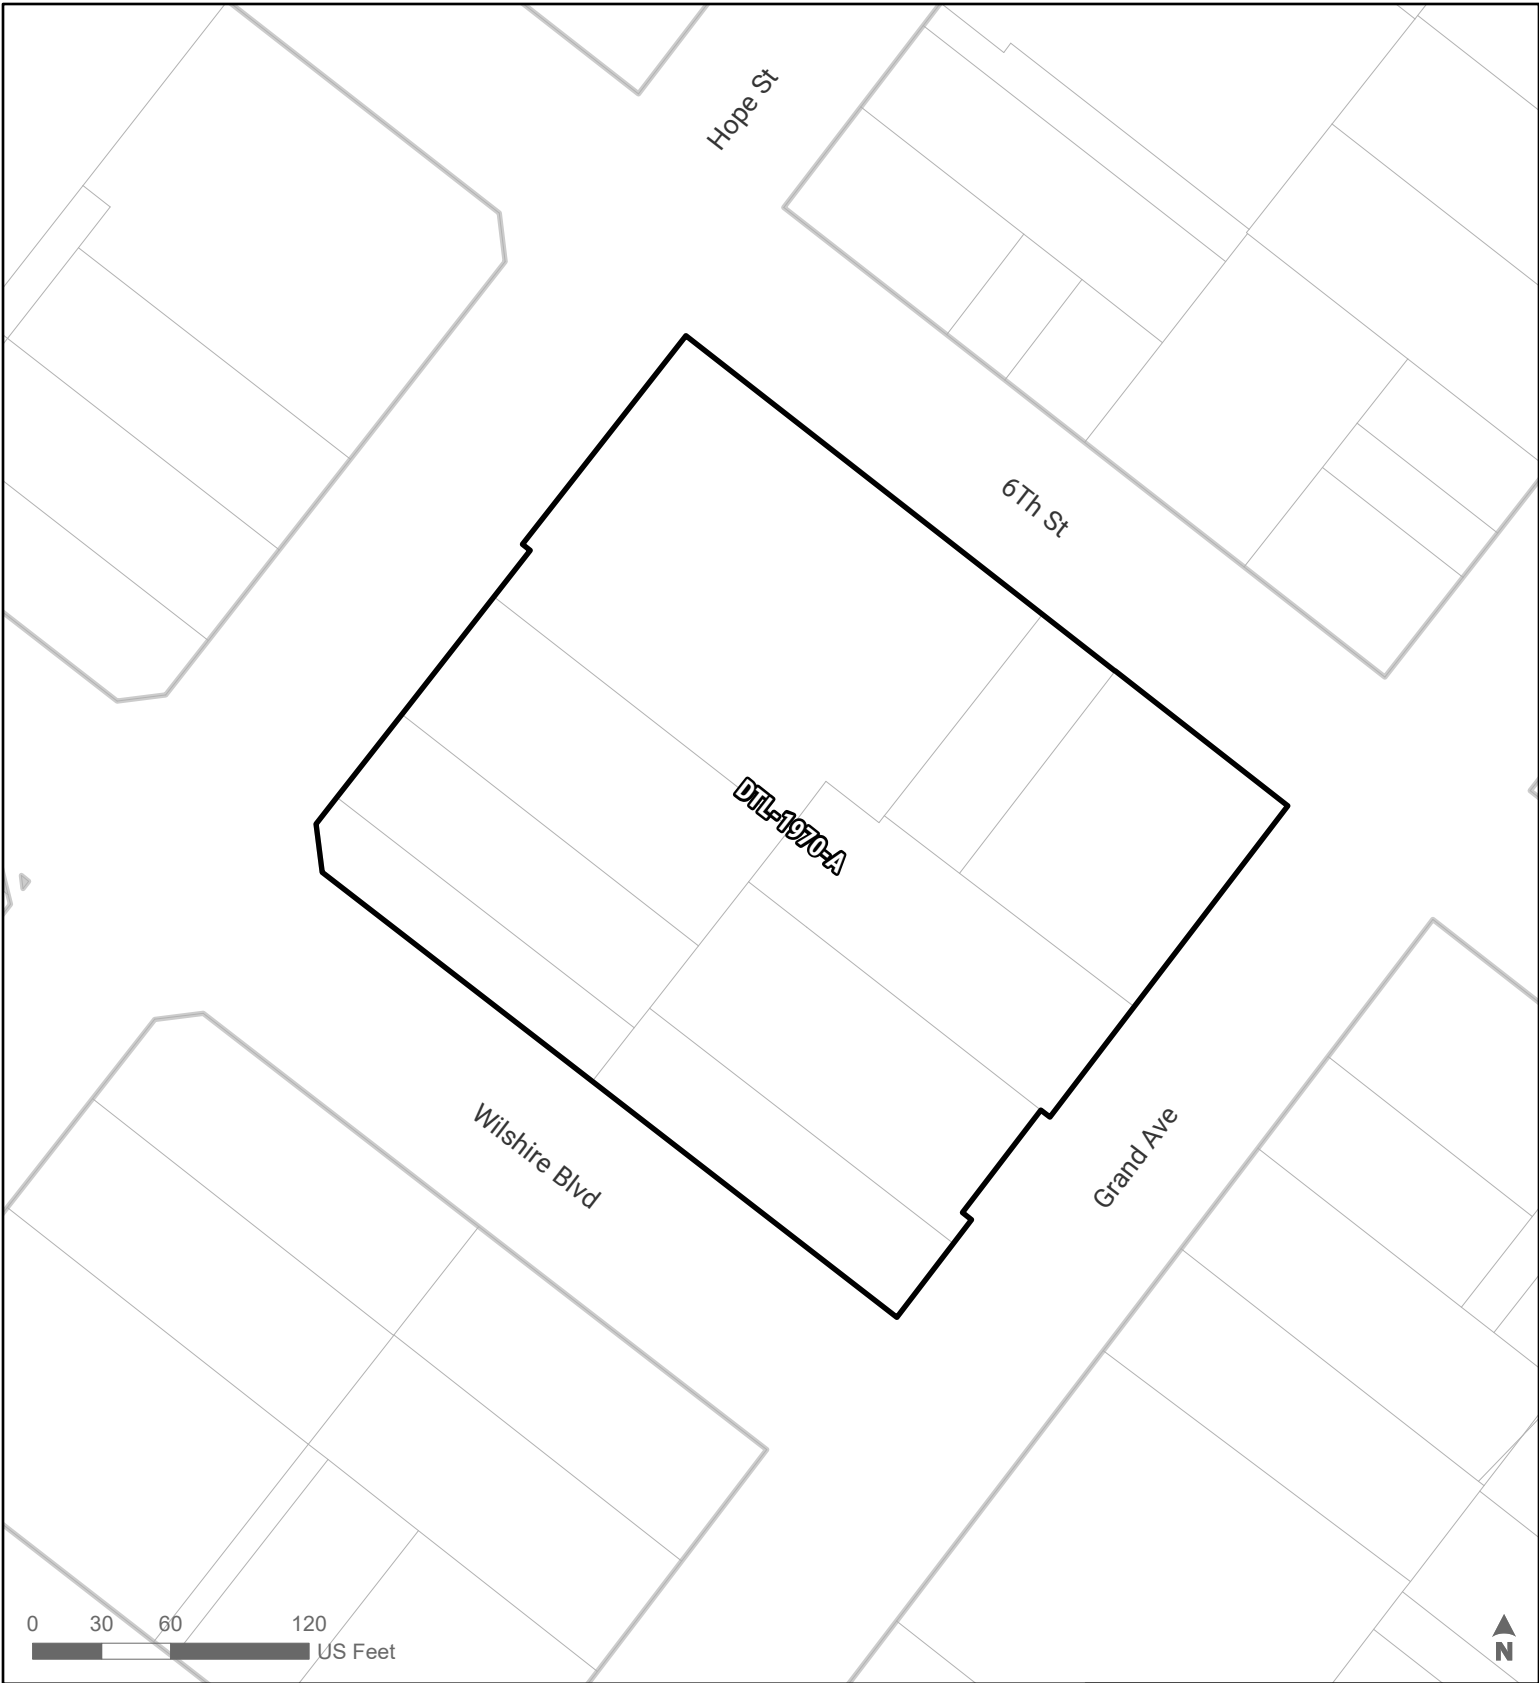 Hope St
6Th St
DTL-1970-A
Wilshire Blvd
Grand Ave
0 30 60 120
US Feet
N